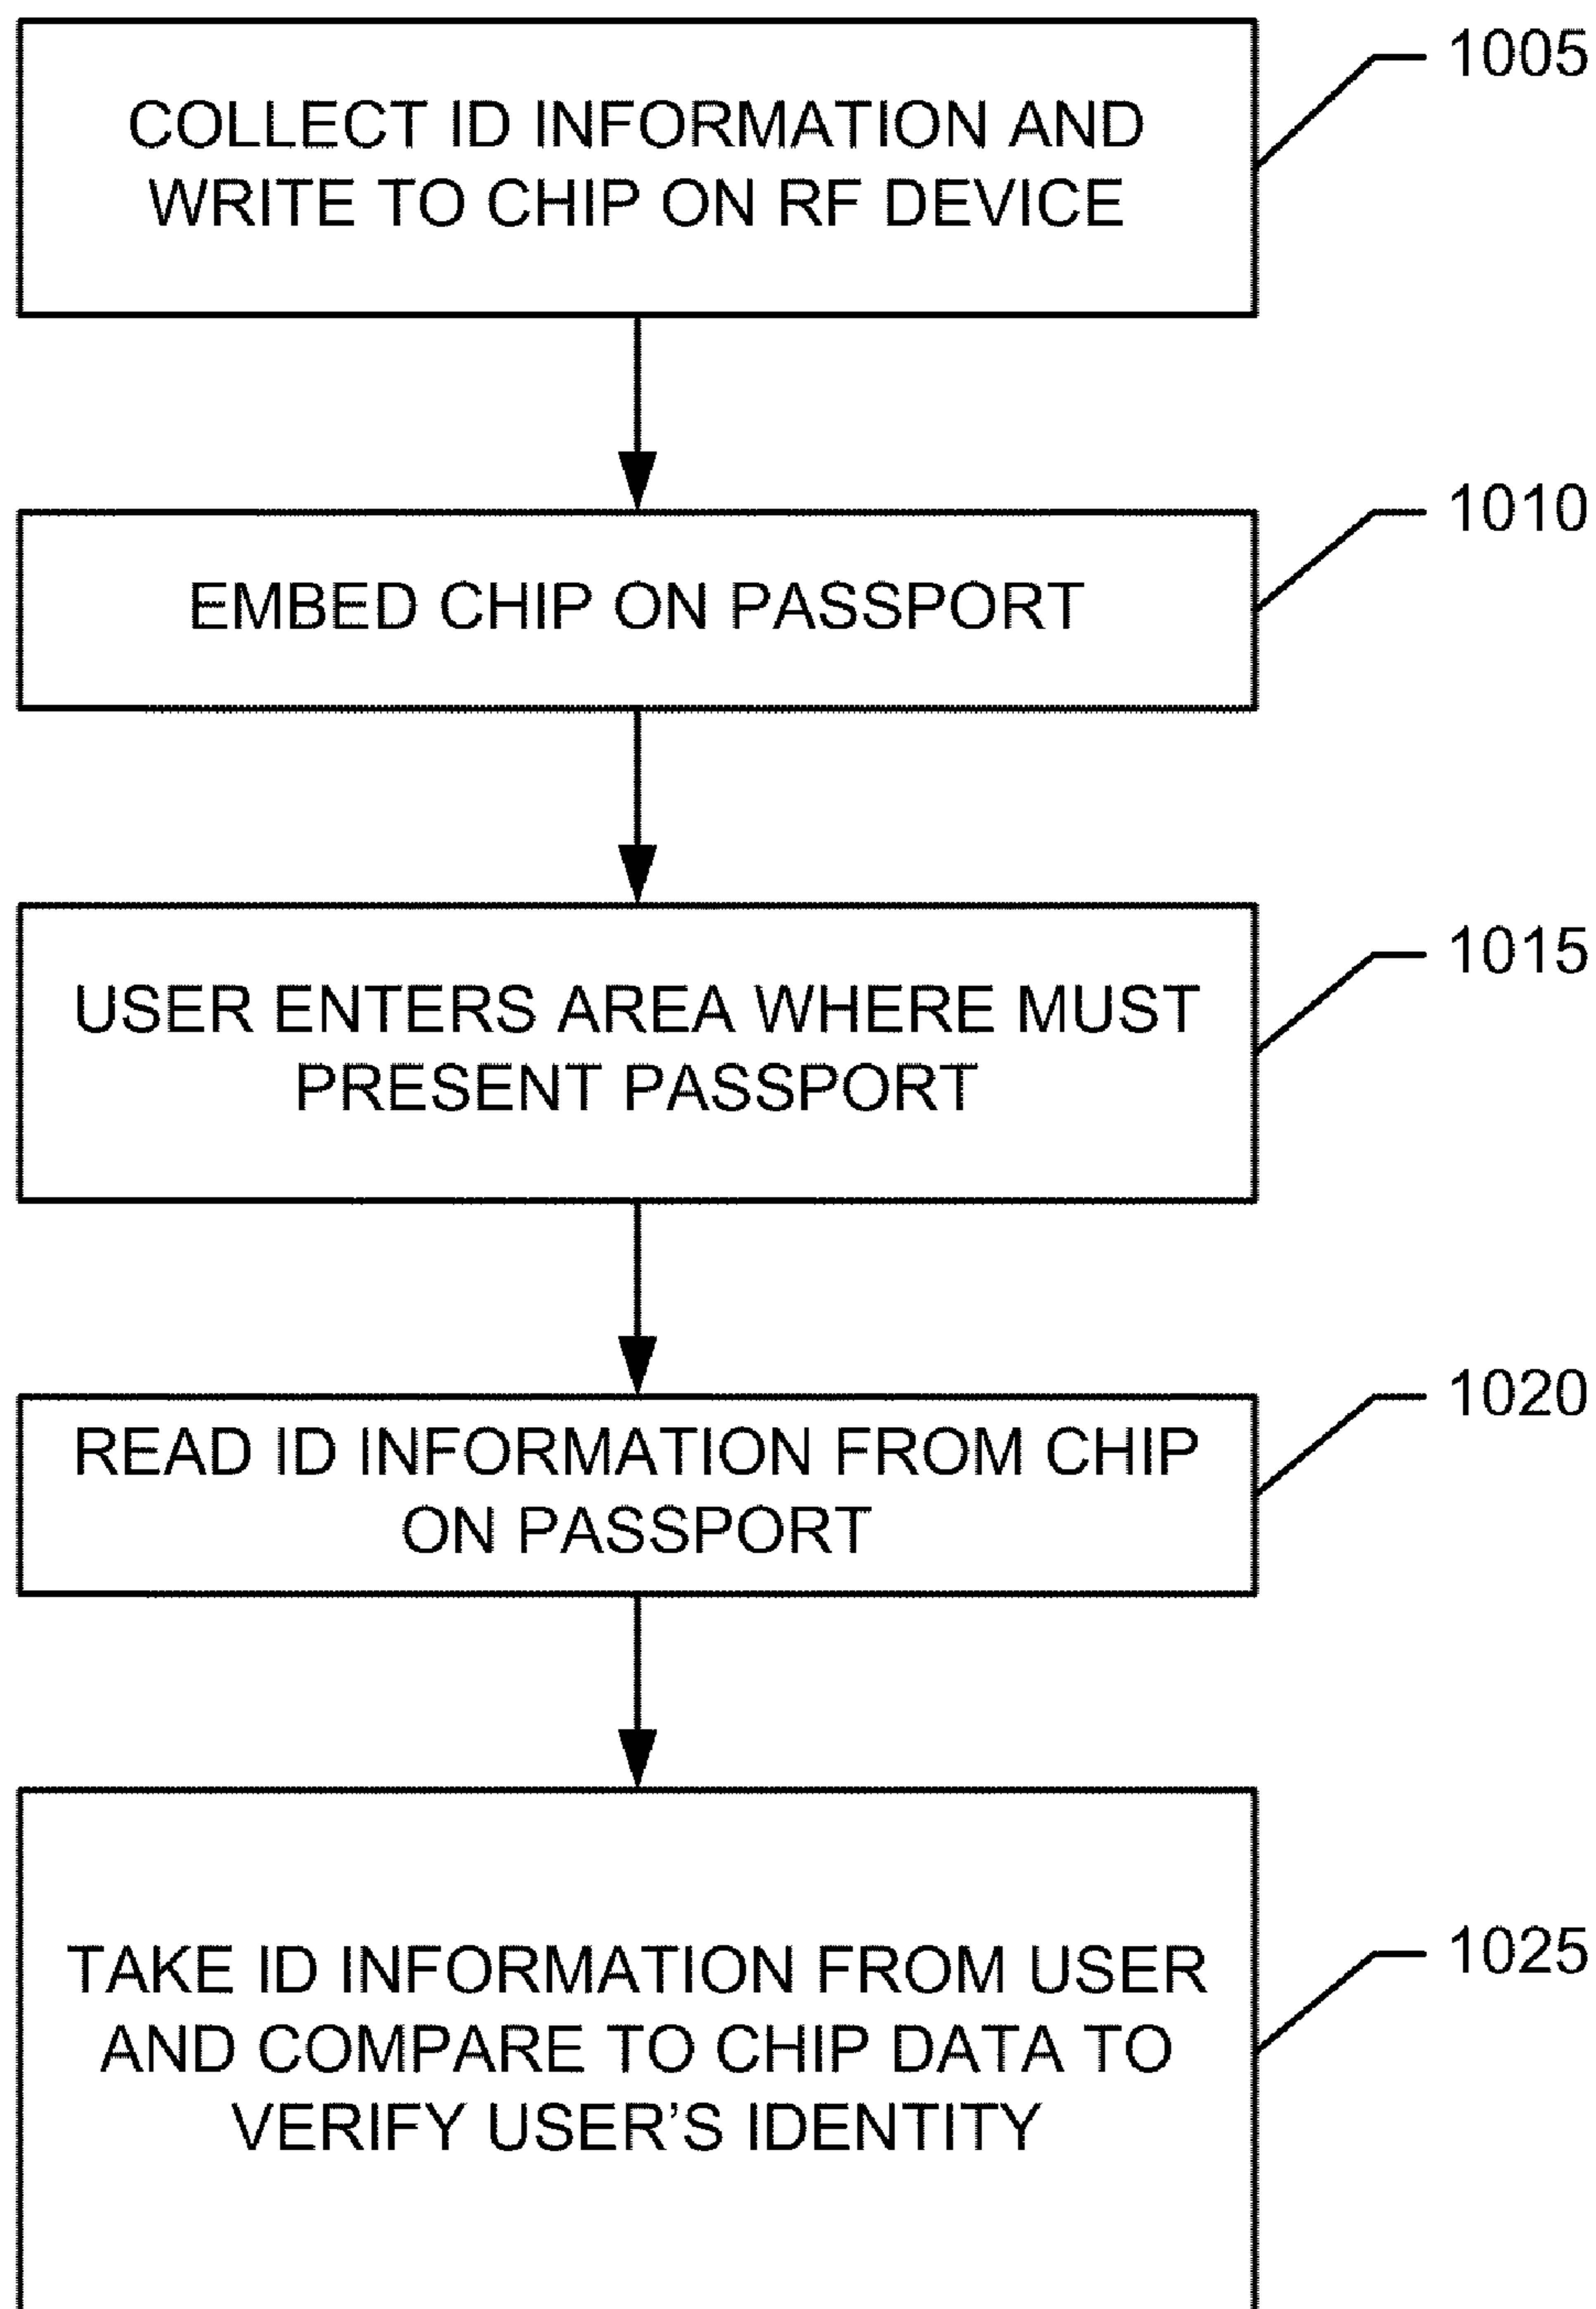 1005
COLLECT ID INFORMATION AND
WRITE TO CHIP ON RF DEVICE
1010
EMBED CHIP ON PASSPORT
1015
USER ENTERS AREA WHERE MUST
PRESENT PASSPORT
1020
READ ID INFORMATION FROM CHIP
ON PASSPORT
1025
TAKE ID INFORMATION FROM USER
AND COMPARE TO CHIP DATA TO
VERIFY USER'S IDENTITY